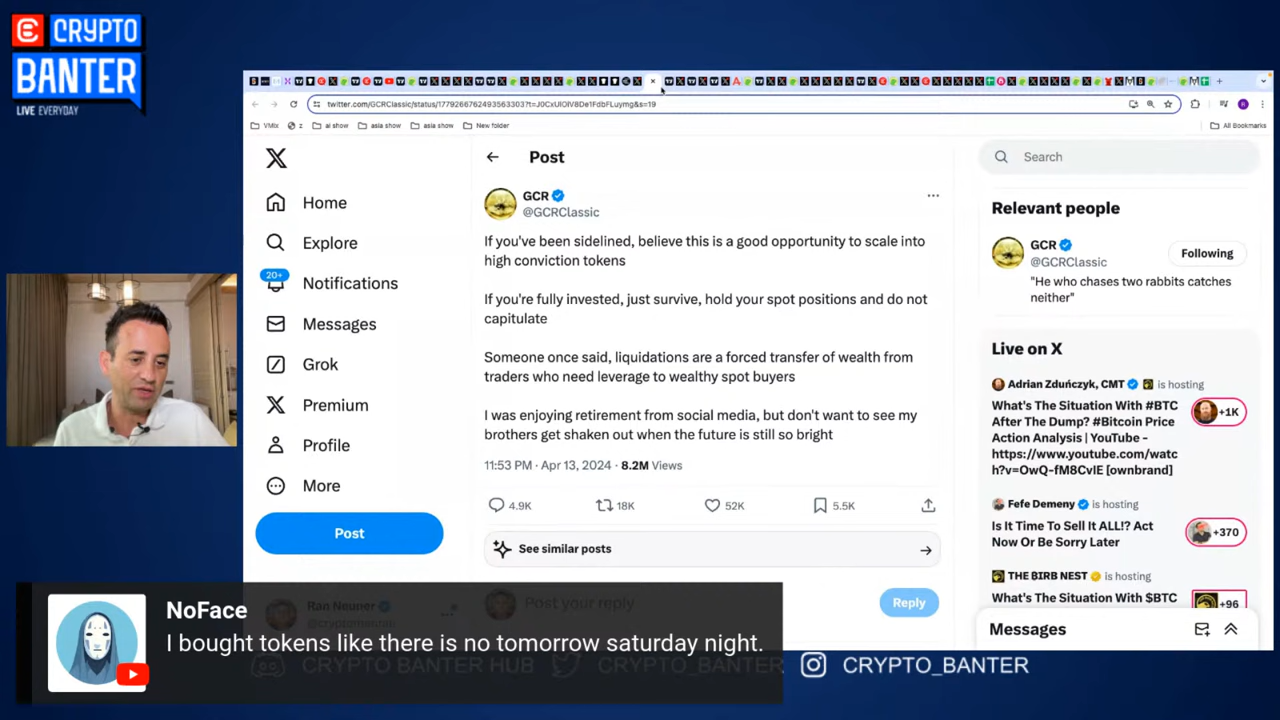 CRYPTO
BANTER
LIVE EVERYDAY
twitter.com/GCRClassic/status/1779266762493563303?t=J0CxUlOlV8De1FdbFLuymg&s=19
VMix
z
ai show
asia show
asia show
New folder
All Bookmarks
Home
Explore
20+
Notifications
Messages
Grok
Premium
Profile
More
Post
Post
GCR
@GCRClassic
If you've been sidelined, believe this is a good opportunity to scale into
high conviction tokens
If you're fully invested, just survive, hold your spot positions and do not
capitulate
Someone once said, liquidations are a forced transfer of wealth from
traders who need leverage to wealthy spot buyers
I was enjoying retirement from social media, but don't want to see my
brothers get shaken out when the future is still so bright
11:53 PM · Apr 13, 2024 · 8.2M Views
4.9K
18K
52K
5.5K
See similar posts
Ran Neuner
Post your reply
Reply
Search
Relevant people
GCR
@GCRClassic
Following
"He who chases two rabbits catches
neither"
Live on X
Adrian Zduńczyk, CMT is hosting
What's The Situation With #BTC
After The Dump? #Bitcoin Price
Action Analysis | YouTube -
https://www.youtube.com/watc
h?v=OwQ-fM8CvIE [ownbrand]
+1K
Fefe Demeny is hosting
Is It Time To Sell It ALL!? Act
Now Or Be Sorry Later
+370
THE BIRB NEST is hosting
What's The Situation With $BTC
+96
Messages
NoFace
I bought tokens like there is no tomorrow saturday night.
CRYPTO BANTER HUB
CRYPTO_BANTER
CRYPTO_BANTER